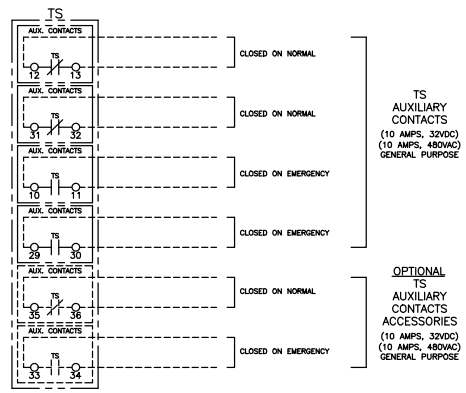 TS
AUX. CONTACTS
TS
12 13
CLOSED ON NORMAL
AUX. CONTACTS
TS
31 32
CLOSED ON NORMAL
AUX. CONTACTS
TS
10 11
CLOSED ON EMERGENCY
AUX. CONTACTS
TS
29 30
CLOSED ON EMERGENCY
TS
AUXILIARY
CONTACTS
(10 AMPS, 32VDC)
(10 AMPS, 480VAC)
GENERAL PURPOSE
AUX. CONTACTS
TS
35 36
CLOSED ON NORMAL
AUX. CONTACTS
TS
33 34
CLOSED ON EMERGENCY
OPTIONAL
TS
AUXILIARY
CONTACTS
ACCESSORIES
(10 AMPS, 32VDC)
(10 AMPS, 480VAC)
GENERAL PURPOSE